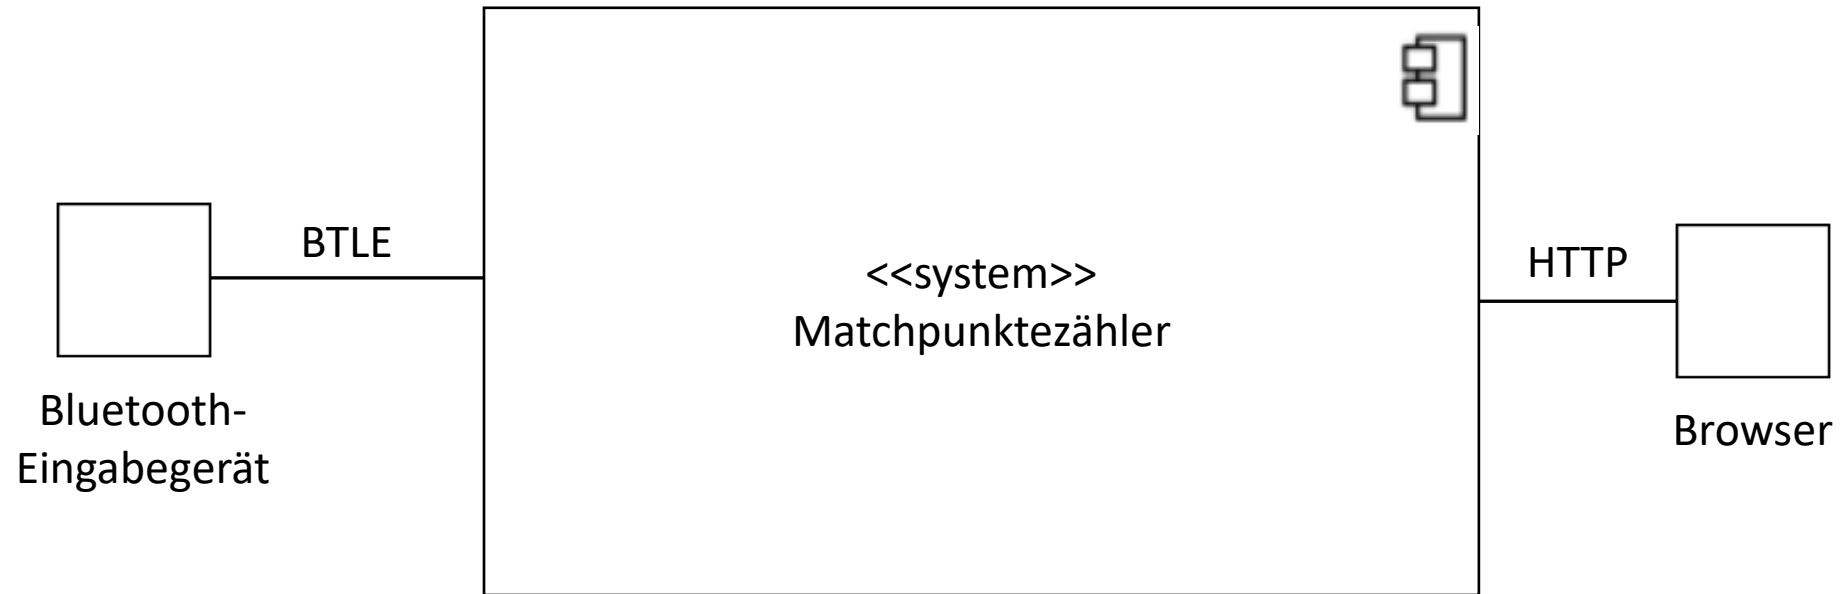 BTLE
Bluetooth-
Eingabegerät
<<system>>
Matchpunktezähler
HTTP
Browser